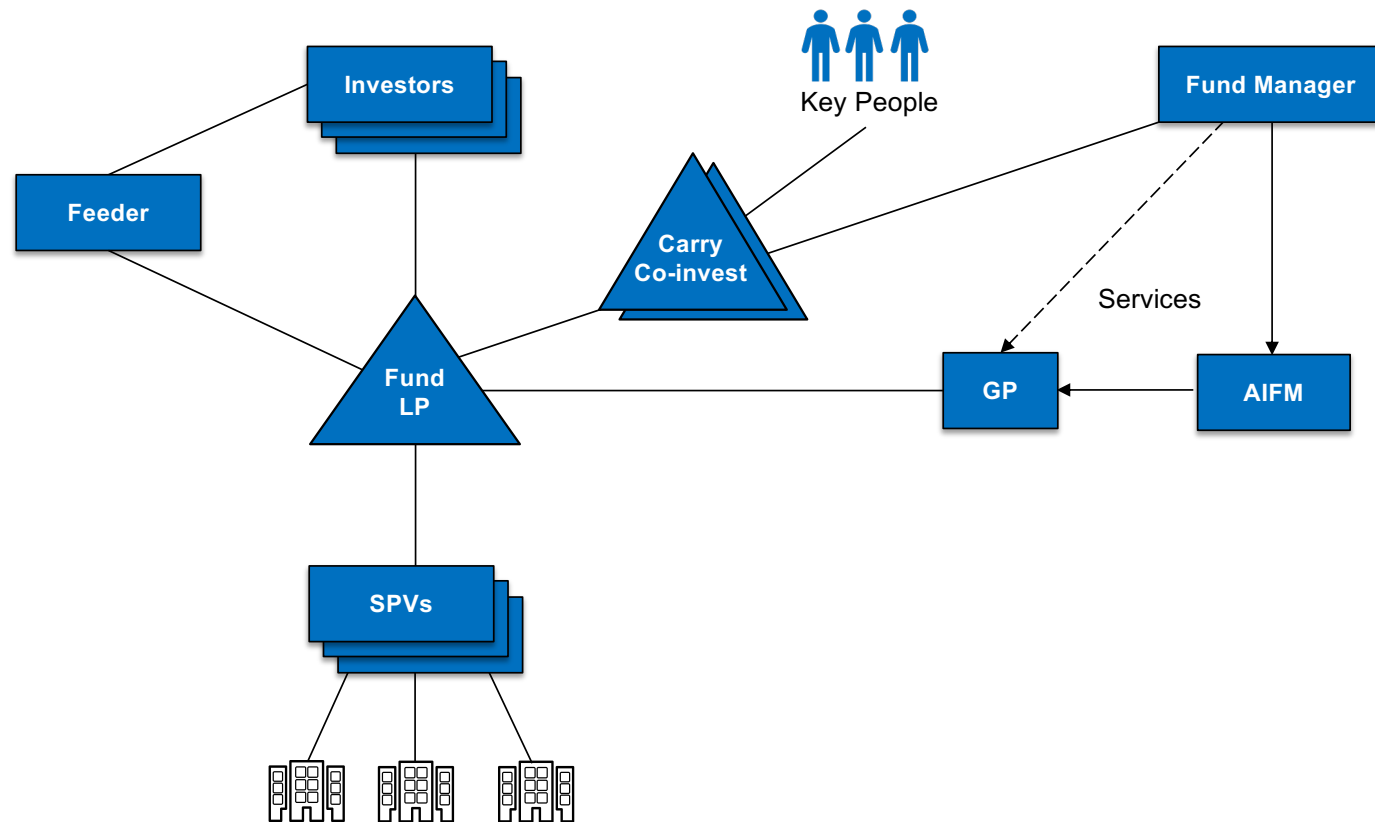 Investors
Key People
Fund Manager
Feeder
Carry
Co-invest
Services
Fund
LP
GP
AIFM
SPVs